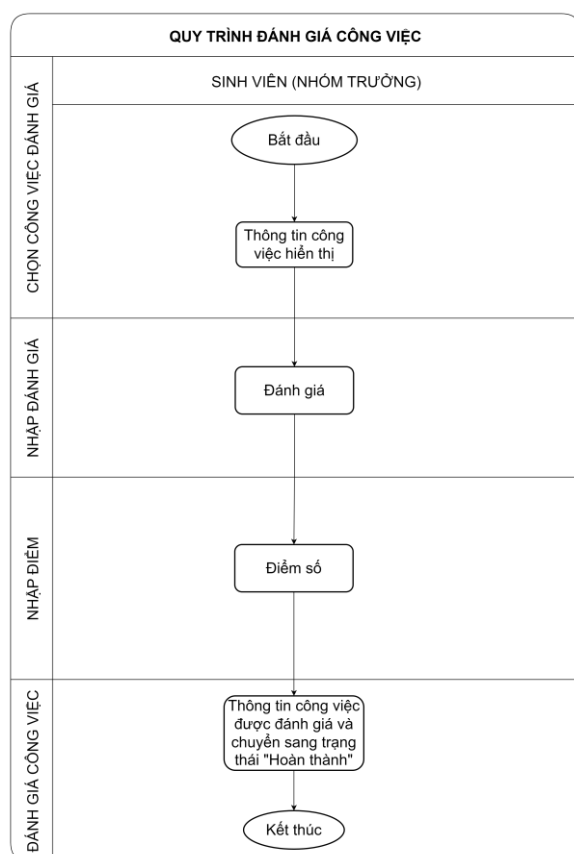 QUY TRÌNH ĐÁNH GIÁ CÔNG VIỆC
SINH VIÊN (NHÓM TRƯỞNG)
CHỌN CÔNG VIỆC ĐÁNH GIÁ
Bắt đầu
Thông tin công
việc hiển thị
NHẬP ĐÁNH GIÁ
Đánh giá
NHẬP ĐIỂM
Điểm số
ĐÁNH GIÁ CÔNG VIỆC
Thông tin công việc
được đánh giá và
chuyển sang trạng
thái "Hoàn thành"
Kết thúc